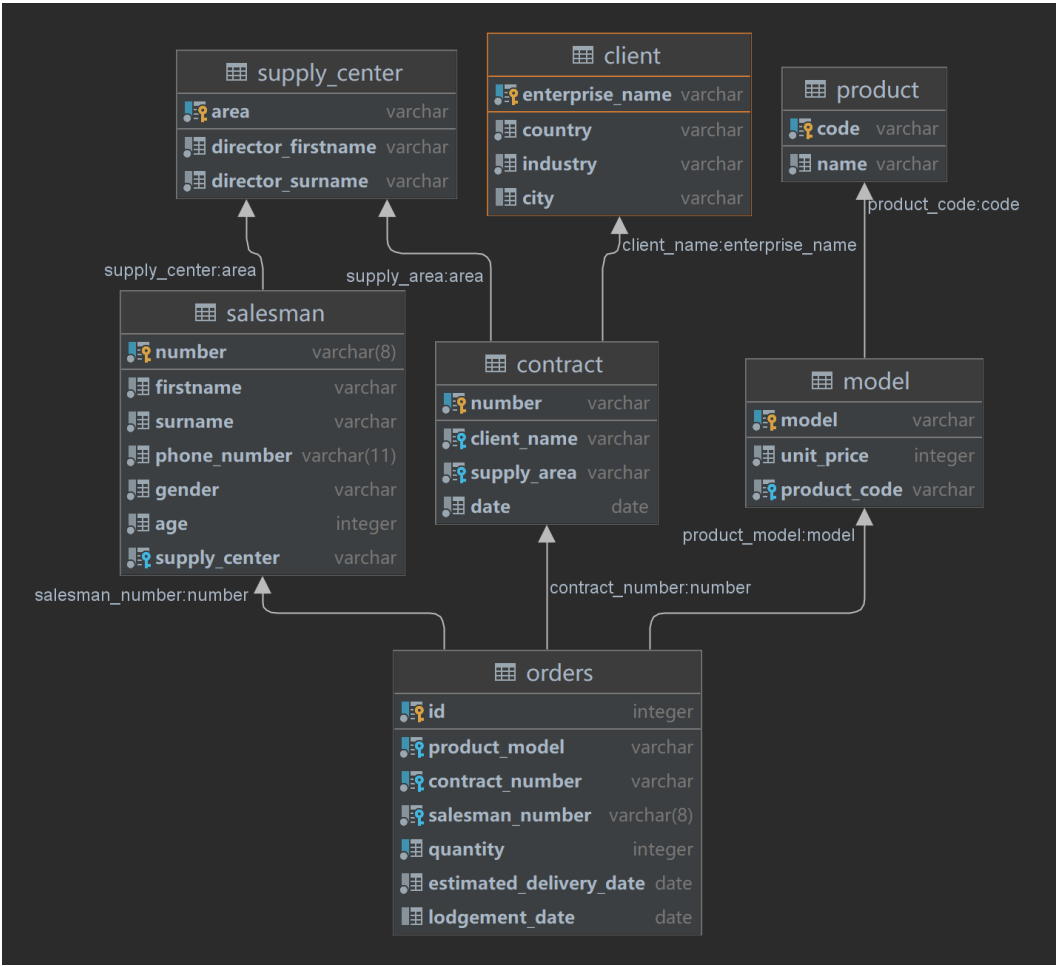 supply_center
area varchar
director_firstname varchar
director_surname varchar
client
enterprise_name varchar
country varchar
industry varchar
city varchar
product
code varchar
name varchar
supply_center:area
supply_area:area
client_name:enterprise_name
product_code:code
salesman
number varchar(8)
firstname varchar
surname varchar
phone_number varchar(11)
gender varchar
age integer
supply_center varchar
contract
number varchar
client_name varchar
supply_area varchar
date date
model
model varchar
unit_price integer
product_code varchar
salesman_number:number
contract_number:number
product_model:model
orders
id integer
product_model varchar
contract_number varchar
salesman_number varchar(8)
quantity integer
estimated_delivery_date date
lodgement_date date